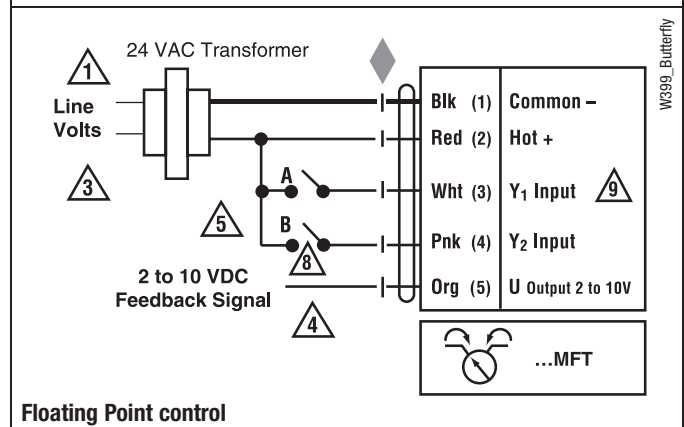 24 VAC Transformer
W399_Butterfly
1
Line
Volts
3
Blk (1) Common –
Red (2) Hot +
A
Wht (3) Y1 Input 9
5
B
Pnk (4) Y2 Input
8
2 to 10 VDC
Feedback Signal
Org (5) U Output 2 to 10V
4
...MFT
Floating Point control